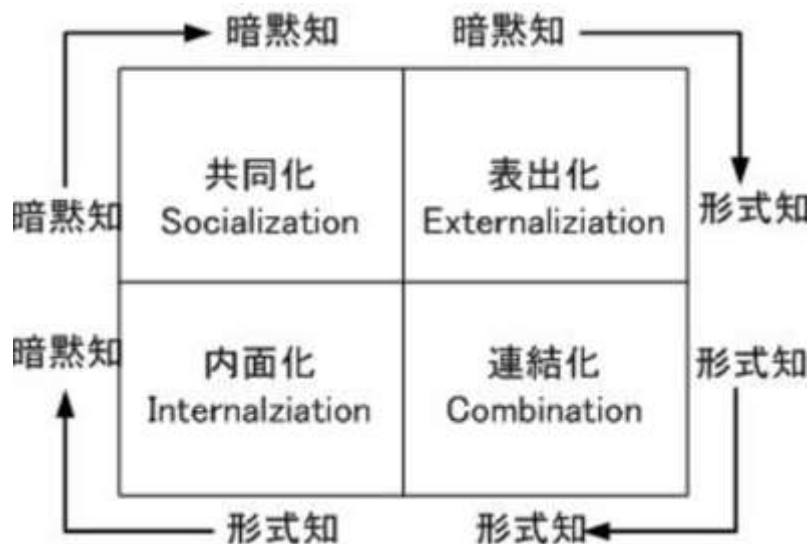 暗黙知 暗黙知
共同化 表出化
Socialization Externaliziation
暗黙知 形式知
暗黙知 形式知
内面化 連結化
Internalziation Combination
形式知 形式知